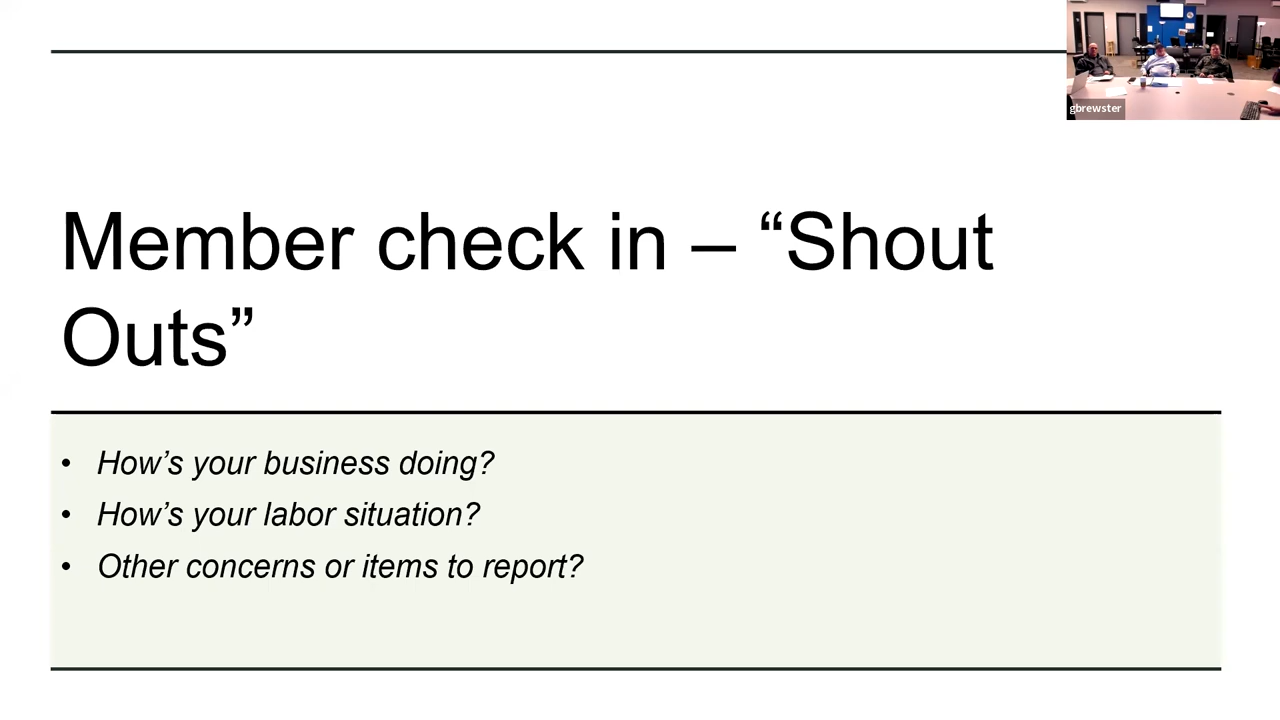 gbrewster
Member check in – “Shout
Outs”
• How’s your business doing?
• How’s your labor situation?
• Other concerns or items to report?